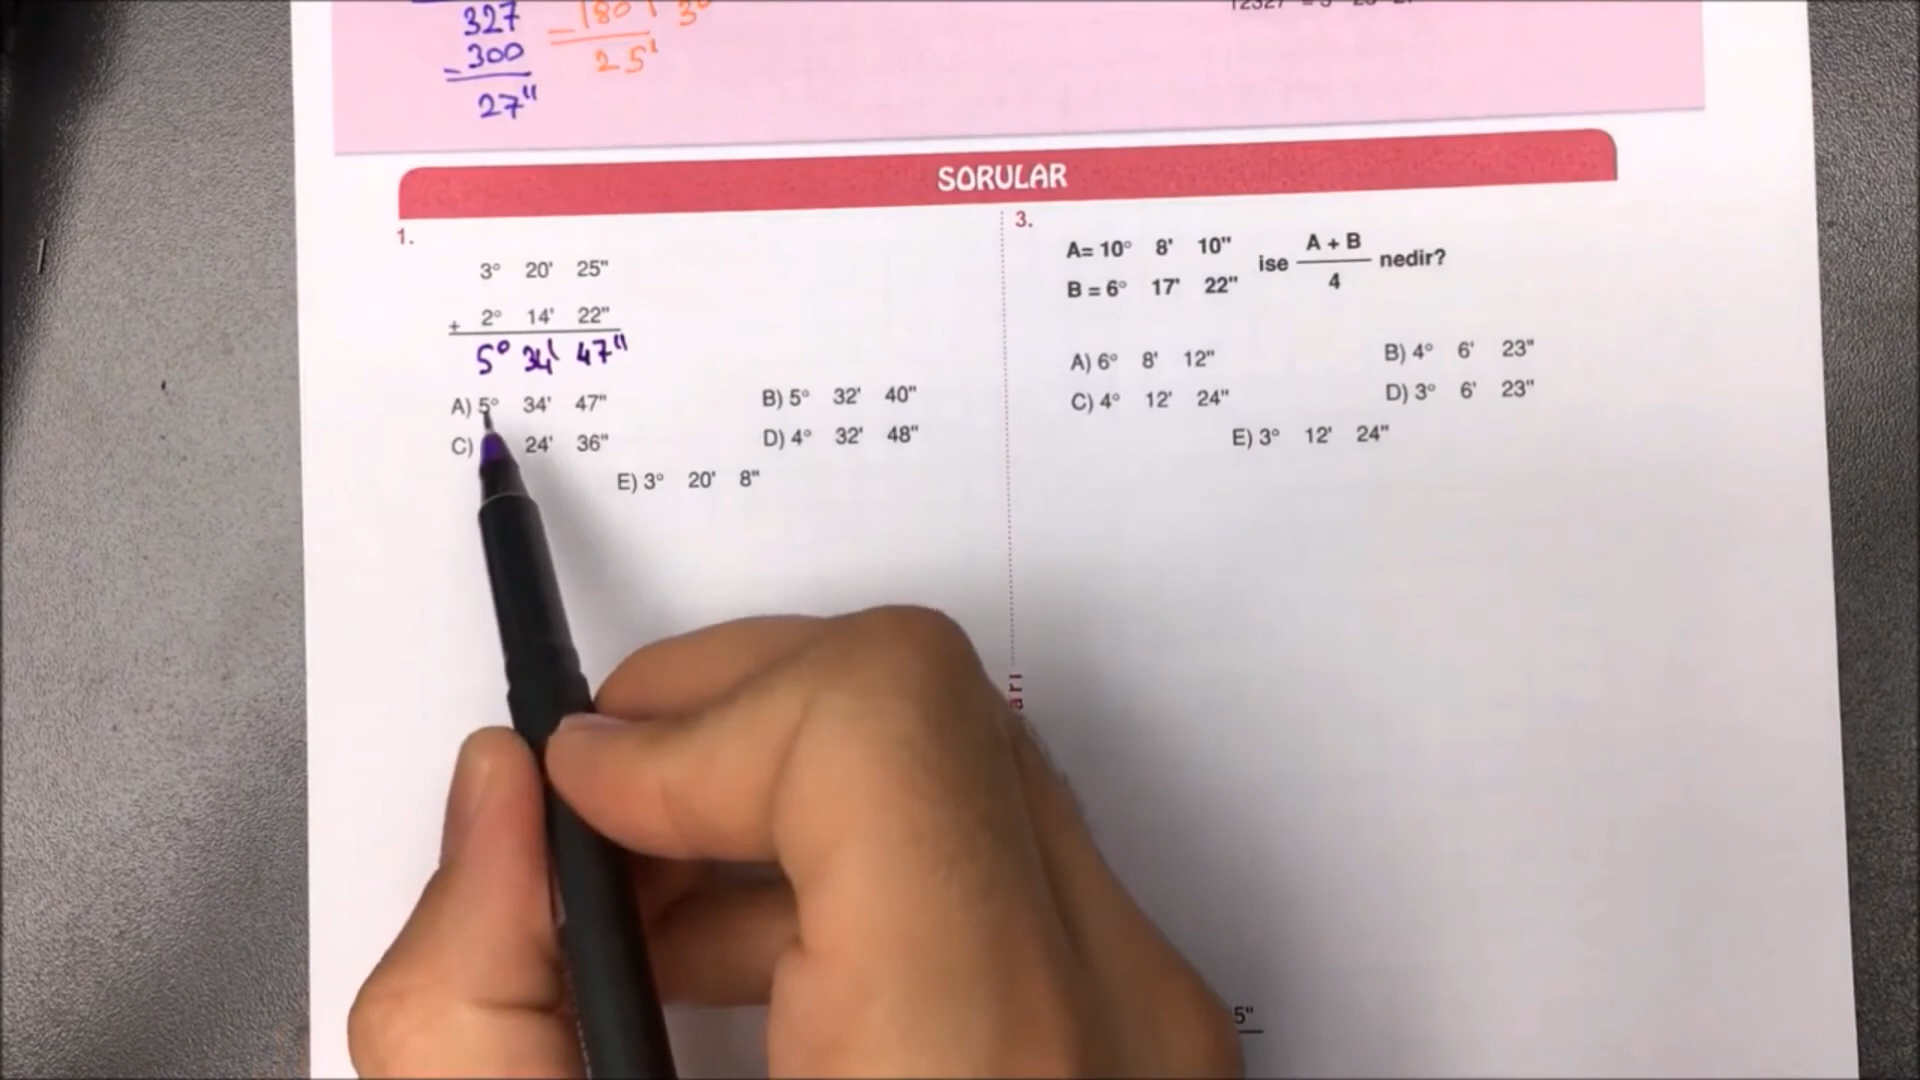 327
- 300
27"
- 180
25'
SORULAR
1.
3° 20' 25"
+ 2° 14' 22"
5° 34' 47"
A) 5° 34' 47"
B) 5° 32' 40"
C) 24' 36"
D) 4° 32' 48"
E) 3° 20' 8"
3.
A= 10° 8' 10"
B = 6° 17' 22"
ise A + B / 4 nedir?
A) 6° 8' 12"
B) 4° 6' 23"
C) 4° 12' 24"
D) 3° 6' 23"
E) 3° 12' 24"
5"